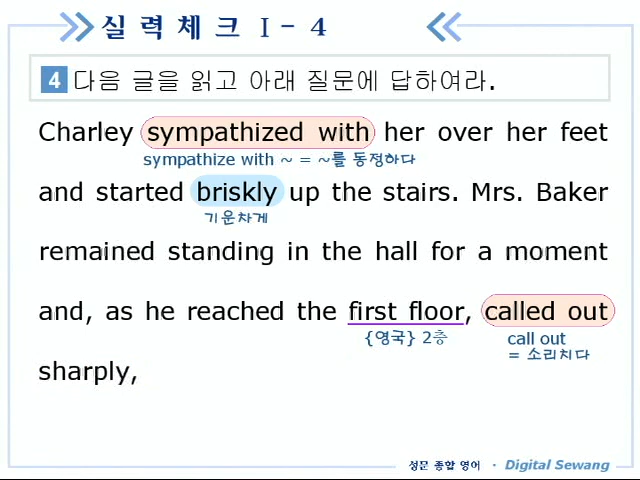 실력체크 I - 4
4 다음 글을 읽고 아래 질문에 답하여라.
Charley sympathized with her over her feet
sympathize with ~ = ~를 동정하다
and started briskly up the stairs. Mrs. Baker
기운차게
remained standing in the hall for a moment
and, as he reached the first floor, called out
{영국} 2층 call out
= 소리치다
sharply,
정문 종합 영어 · Digital Sewang